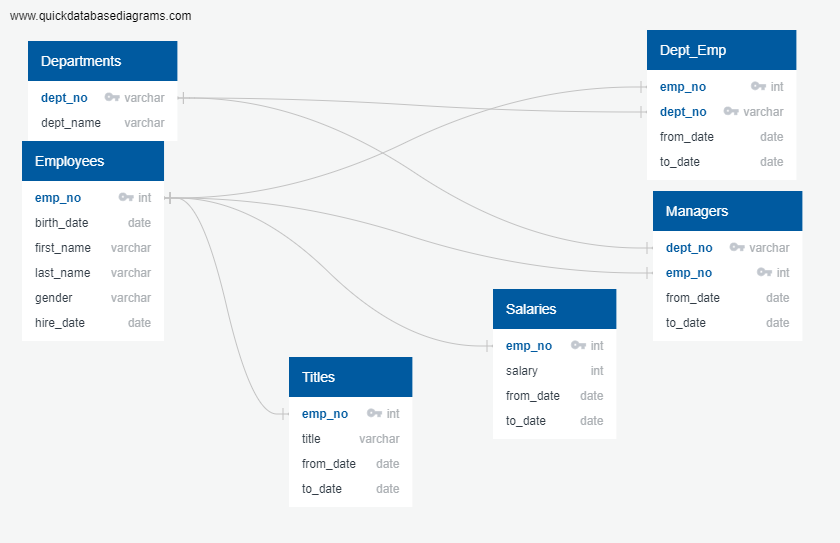 www.quickdatabasediagrams.com
Departments
dept_no varchar
dept_name varchar
Employees
emp_no int
birth_date date
first_name varchar
last_name varchar
gender varchar
hire_date date
Titles
emp_no int
title varchar
from_date date
to_date date
Salaries
emp_no int
salary int
from_date date
to_date date
Dept_Emp
emp_no int
dept_no varchar
from_date date
to_date date
Managers
dept_no varchar
emp_no int
from_date date
to_date date